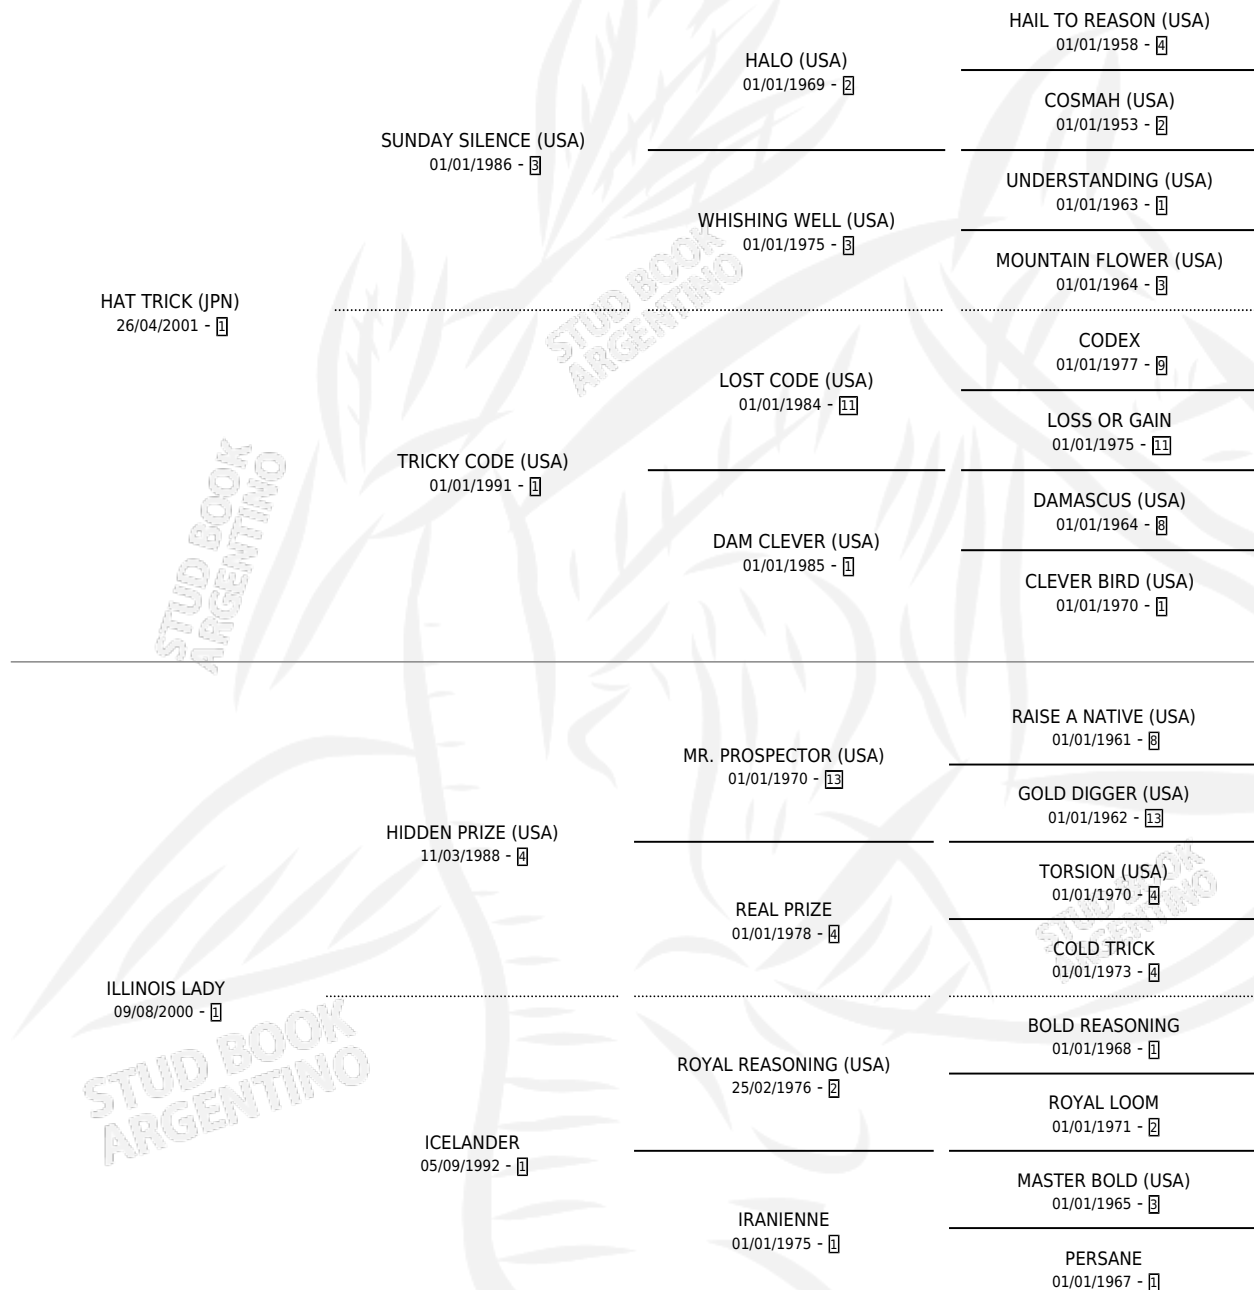 HAIL TO REASON (USA)
01/01/1958 - 4
HALO (USA)
01/01/1969 - 2
COSMAH (USA)
01/01/1953 - 2
SUNDAY SILENCE (USA)
01/01/1986 - 3
UNDERSTANDING (USA)
01/01/1963 - 1
WHISHING WELL (USA)
01/01/1975 - 3
MOUNTAIN FLOWER (USA)
01/01/1964 - 3
HAT TRICK (JPN)
26/04/2001 - 1
CODEX
01/01/1977 - 9
LOST CODE (USA)
01/01/1984 - 11
LOSS OR GAIN
01/01/1975 - 11
TRICKY CODE (USA)
01/01/1991 - 1
DAMASCUS (USA)
01/01/1964 - 8
DAM CLEVER (USA)
01/01/1985 - 1
CLEVER BIRD (USA)
01/01/1970 - 1
STUD BOOK
ARGENTINO
STUD BOOK
ARGENTINO
RAISE A NATIVE (USA)
01/01/1961 - 8
MR. PROSPECTOR (USA)
01/01/1970 - 13
GOLD DIGGER (USA)
01/01/1962 - 13
HIDDEN PRIZE (USA)
11/03/1988 - 4
TORSION (USA)
01/01/1970 - 4
REAL PRIZE
01/01/1978 - 4
COLD TRICK
01/01/1973 - 4
STUD BOOK
ARGENTINO
ILLINOIS LADY
09/08/2000 - 1
BOLD REASONING
01/01/1968 - 1
ROYAL REASONING (USA)
25/02/1976 - 2
ROYAL LOOM
01/01/1971 - 2
ICELANDER
05/09/1992 - 1
MASTER BOLD (USA)
01/01/1965 - 3
IRANIENNE
01/01/1975 - 1
PERSANE
01/01/1967 - 1
STUD BOOK
ARGENTINO